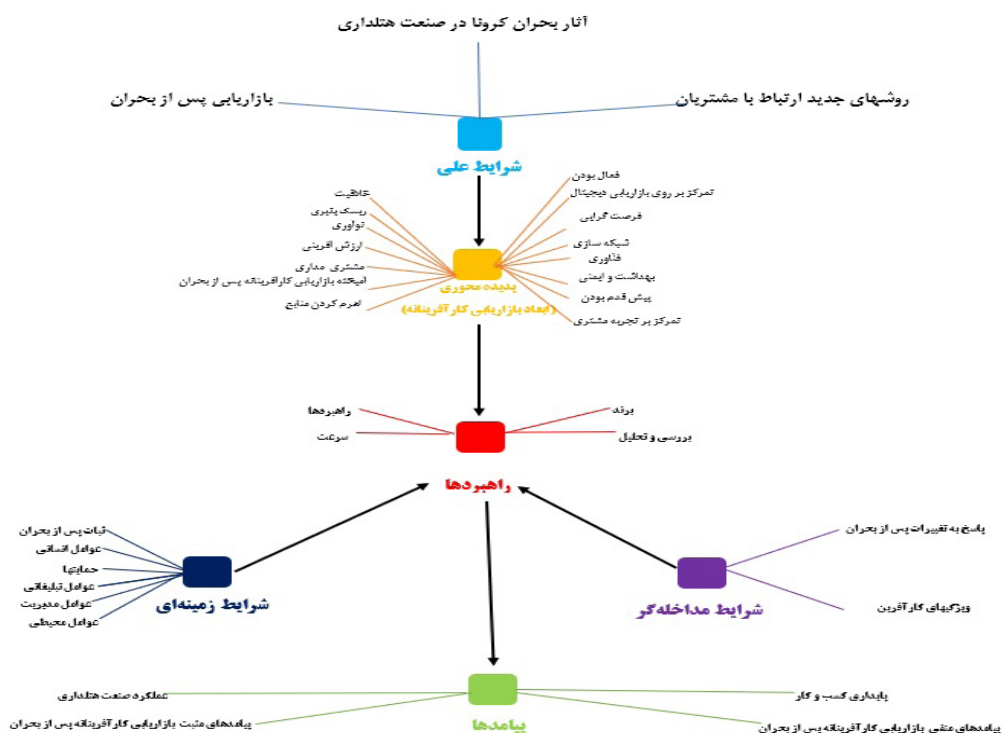 آثار بحران کرونا در صنعت هتلداری
روشهای جدید ارتباط با مشتریان
بازاریابی پس از بحران
شرایط علی
فعال بودن
تمرکز بر روی بازاریابی دیجیتال
فرصت گرایی
شبکه سازی
فنآوری
بهداشت و ایمنی
پیش قدم بودن
تمرکز بر تجربه مشتری
خلاقیت
ریسک پذیری
نوآوری
ارزش آفرینی
مشتری مداری
آمیخته بازاریابی کارآفرینانه پس از بحران
اهرم کردن منابع
پدیده محوری
(ابعاد بازاریابی کارآفرینانه)
برند
بررسی و تحلیل
راهبردها
سرعت
راهبردها
پاسخ به تغییرات پس از بحران
ویژگیهای کارآفرین
شرایط مداخله‌گر
ثبات پس از بحران
عوامل انسانی
حمایتها
عوامل تبلیغاتی
عوامل مدیریت
عوامل محیطی
شرایط زمینه‌ای
پایداری کسب و کار
پیامدهای منفی بازاریابی کارآفرینانه پس از بحران
عملکرد صنعت هتلداری
پیامدهای مثبت بازاریابی کارآفرینانه پس از بحران
پیامدها